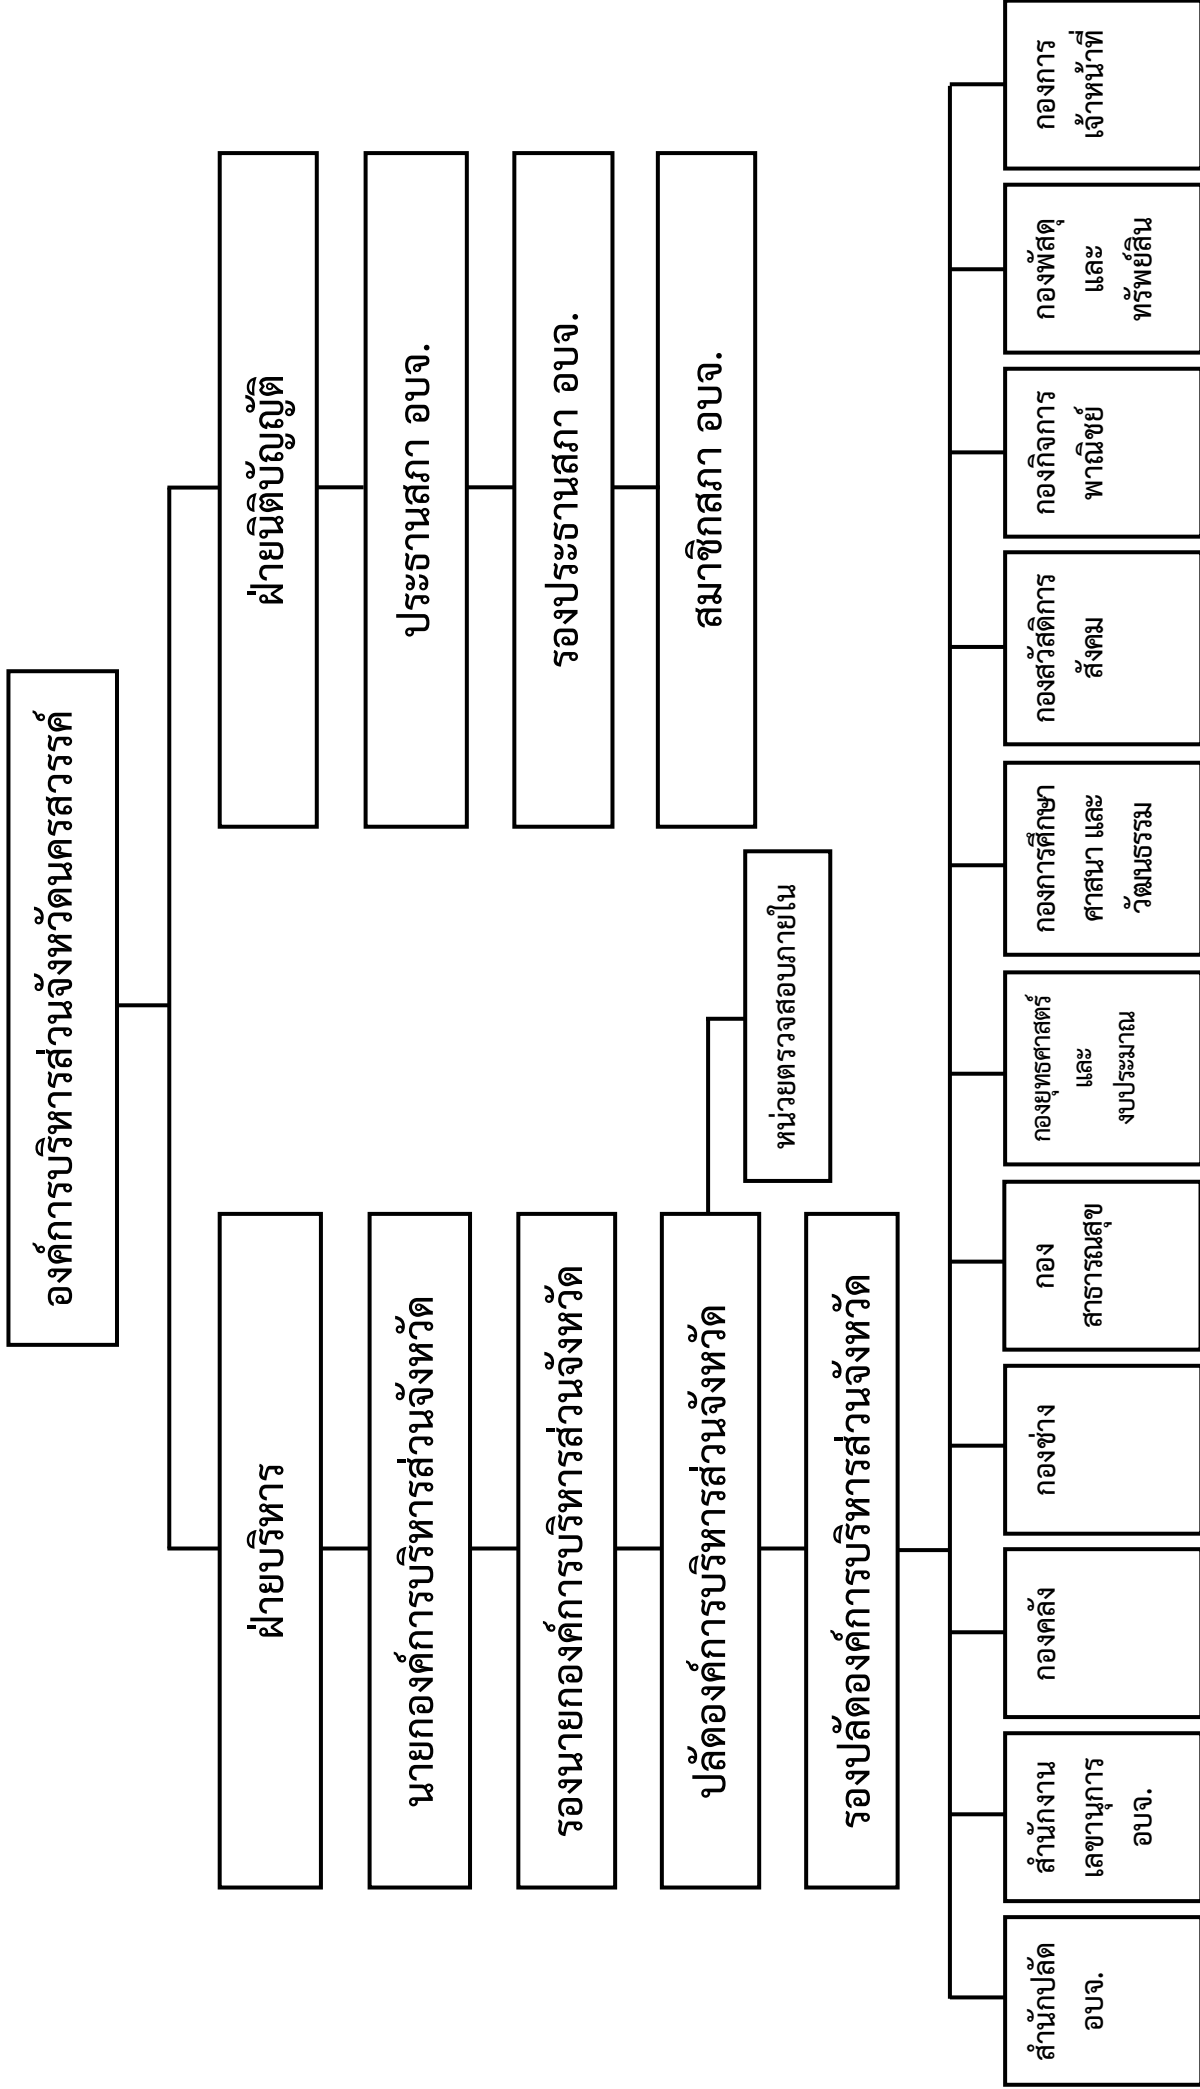 องค์การบริหารส่วนจังหวัดนครสวรรค์
ฝ่ายบริหาร
นายกองค์การบริหารส่วนจังหวัด
รองนายกองค์การบริหารส่วนจังหวัด
ปลัดองค์การบริหารส่วนจังหวัด
รองปลัดองค์การบริหารส่วนจังหวัด
หน่วยตรวจสอบภายใน
ฝ่ายนิติบัญญัติ
ประธานสภา อบจ.
รองประธานสภา อบจ.
สมาชิกสภา อบจ.
สำนักปลัด
อบจ.
สำนักงาน
เลขานุการ
อบจ.
กองคลัง
กองช่าง
กอง
สาธารณสุข
กองยุทธศาสตร์
และ
งบประมาณ
กองการศึกษา
ศาสนา และ
วัฒนธรรม
กองสวัสดิการ
สังคม
กองกิจการ
พาณิชย์
กองพัสดุ
และ
ทรัพย์สิน
กองการ
เจ้าหน้าที่